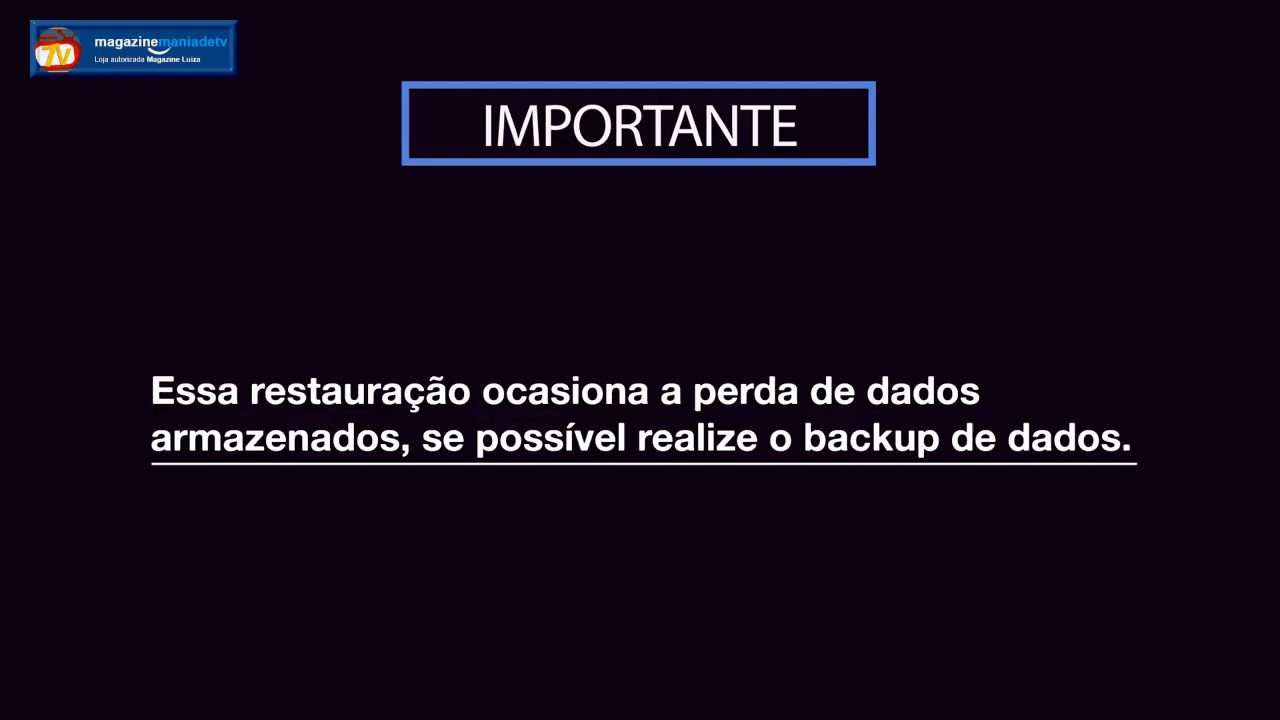 7V
magazinemaniadetv
Loja autorizada Magazine Luiza
IMPORTANTE
Essa restauração ocasiona a perda de dados
armazenados, se possível realize o backup de dados.